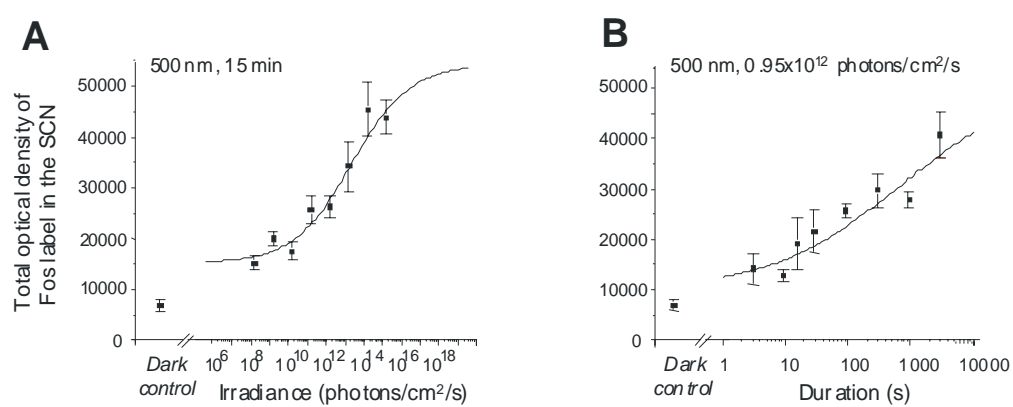 A
B
500 nm, 15 min
500 nm, 0.95x10¹² photons/cm²/s
Total optical density of
Fos label in the SCN
50000
40000
30000
20000
10000
0
50000
40000
30000
20000
10000
0
Dark
control
10⁶ 10⁸ 10¹⁰ 10¹² 10¹⁴ 10¹⁶ 10¹⁸
Irradiance (photons/cm²/s)
Dark
control
1 10 100 1000 10000
Duration (s)